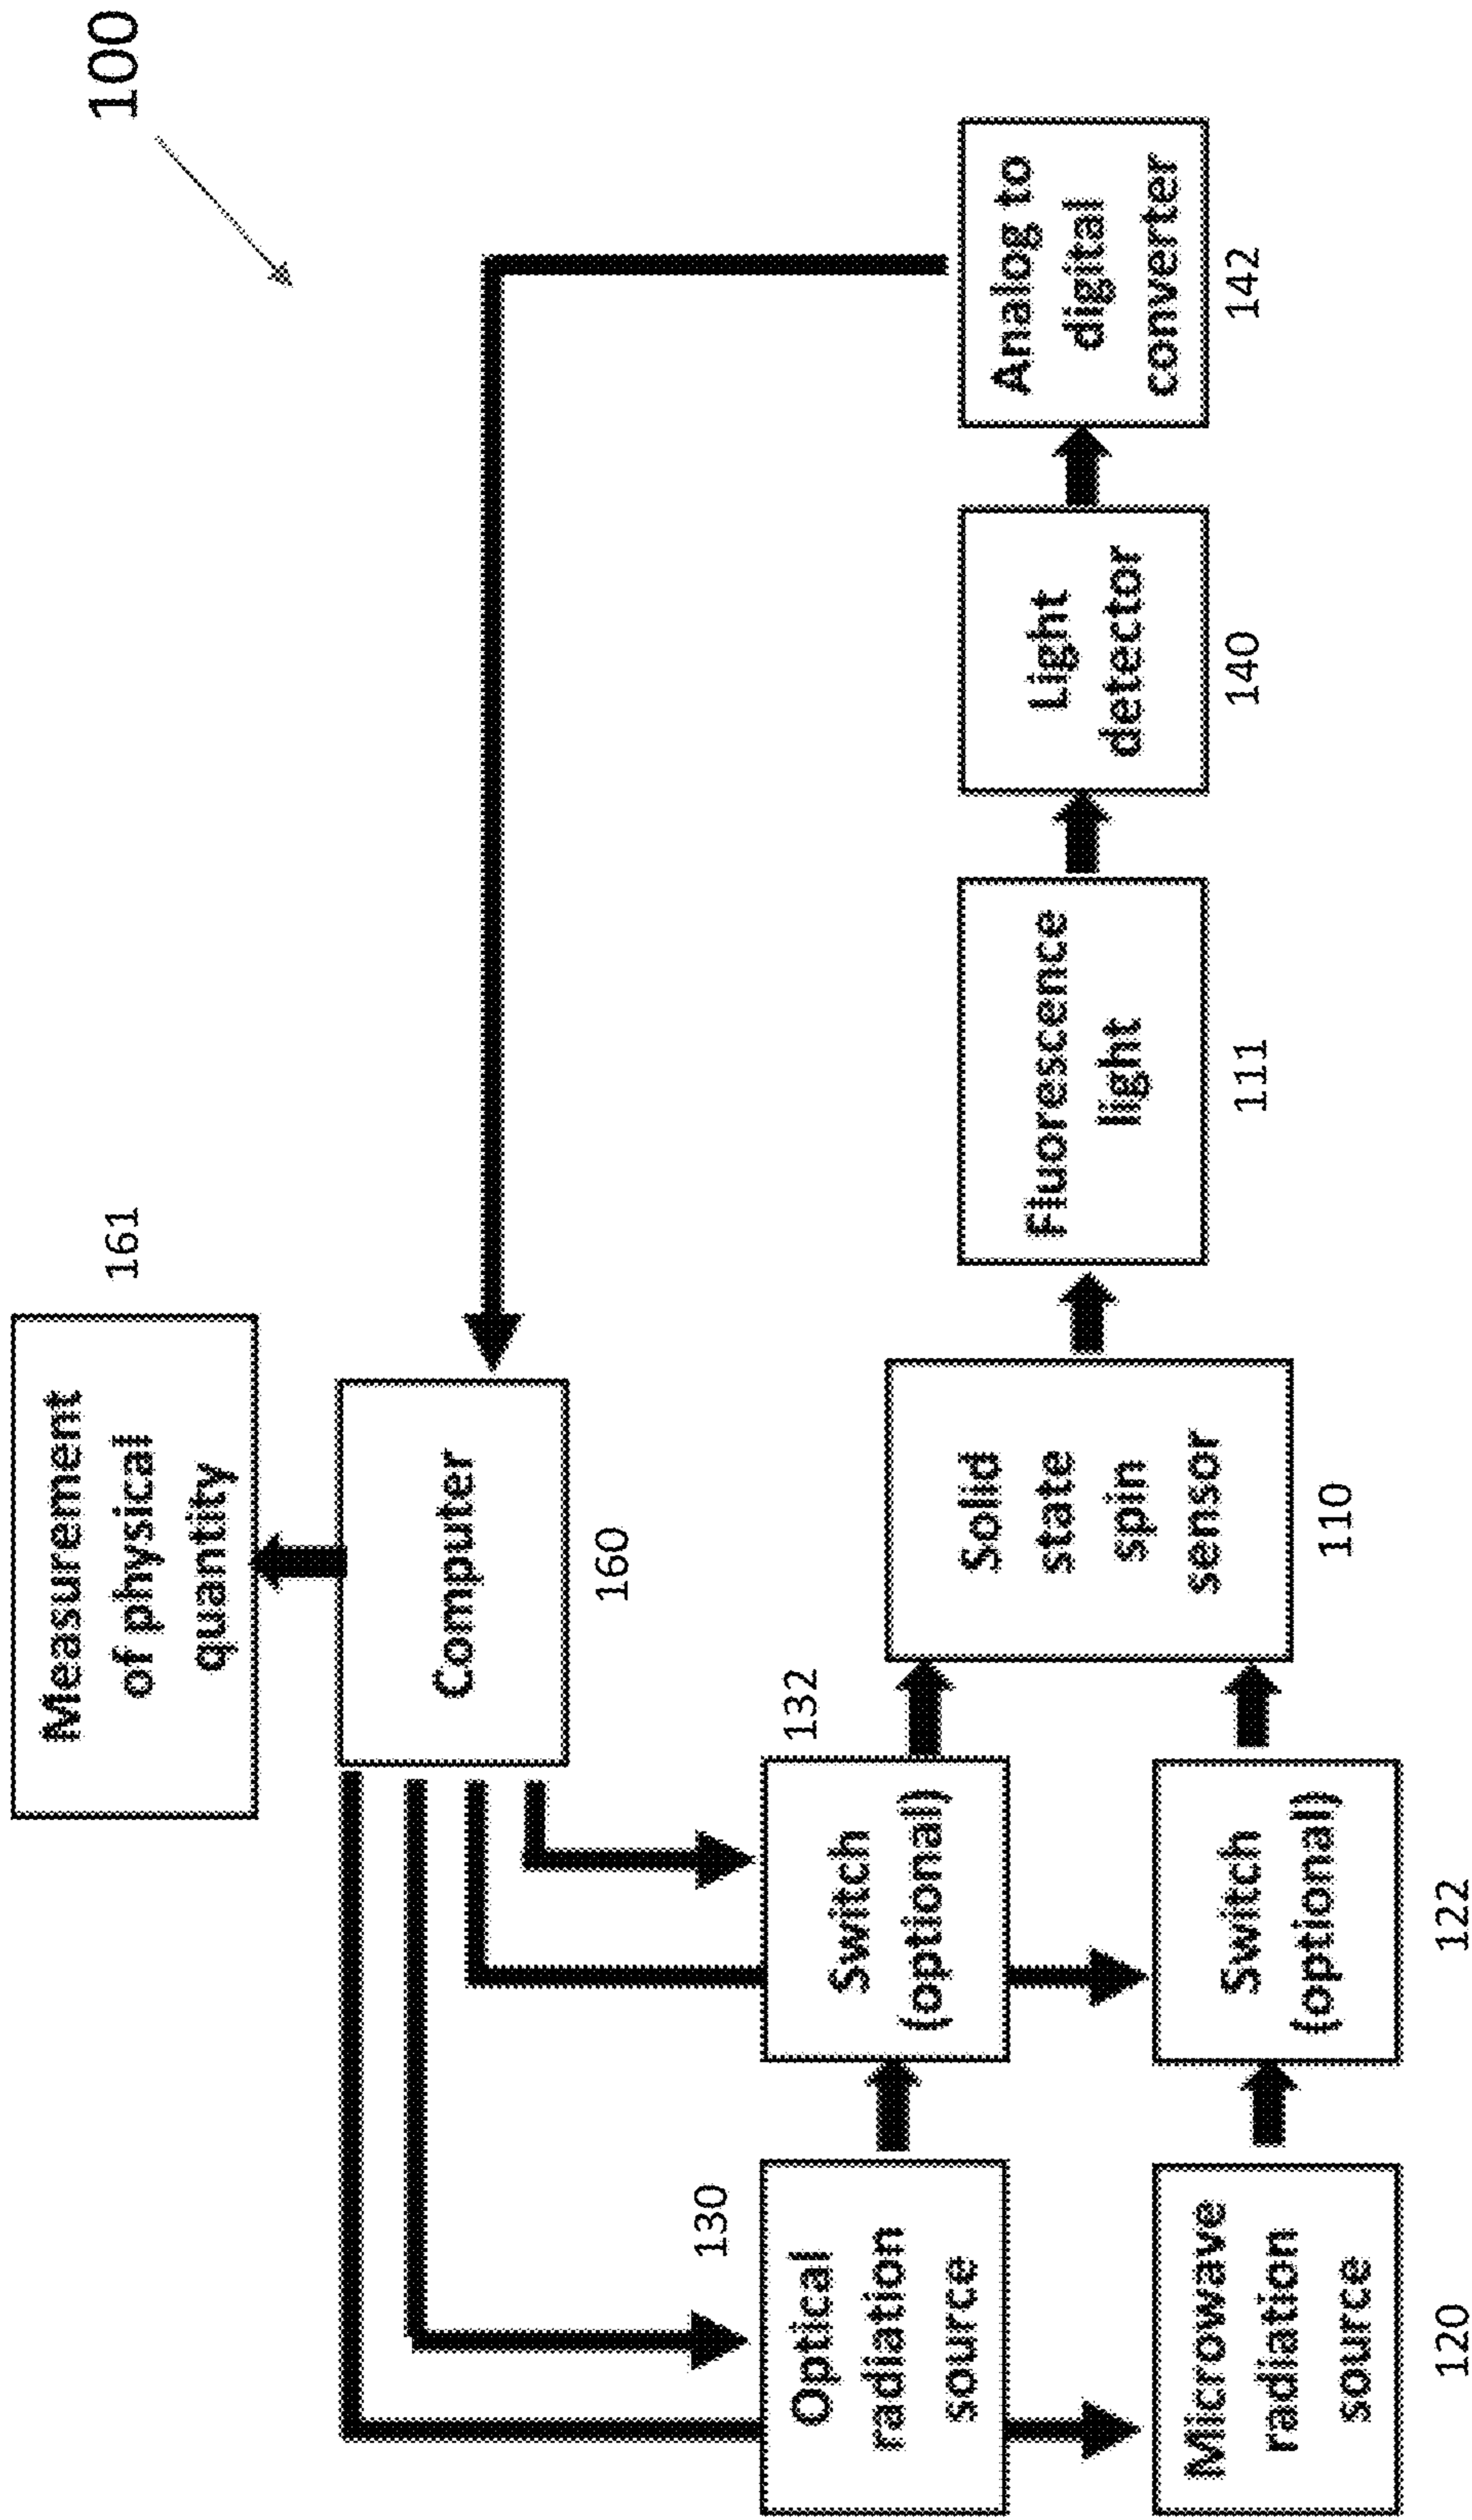 100
Measurement
of physical
quantity
161
Computer
160
Optical
radiation
source
130
Switch
(optional)
132
Microwave
radiation
source
120
Switch
(optional)
122
Solid
state
spin
sensor
110
Fluorescence
light
111
Light
detector
140
Analog to
digital
converter
142